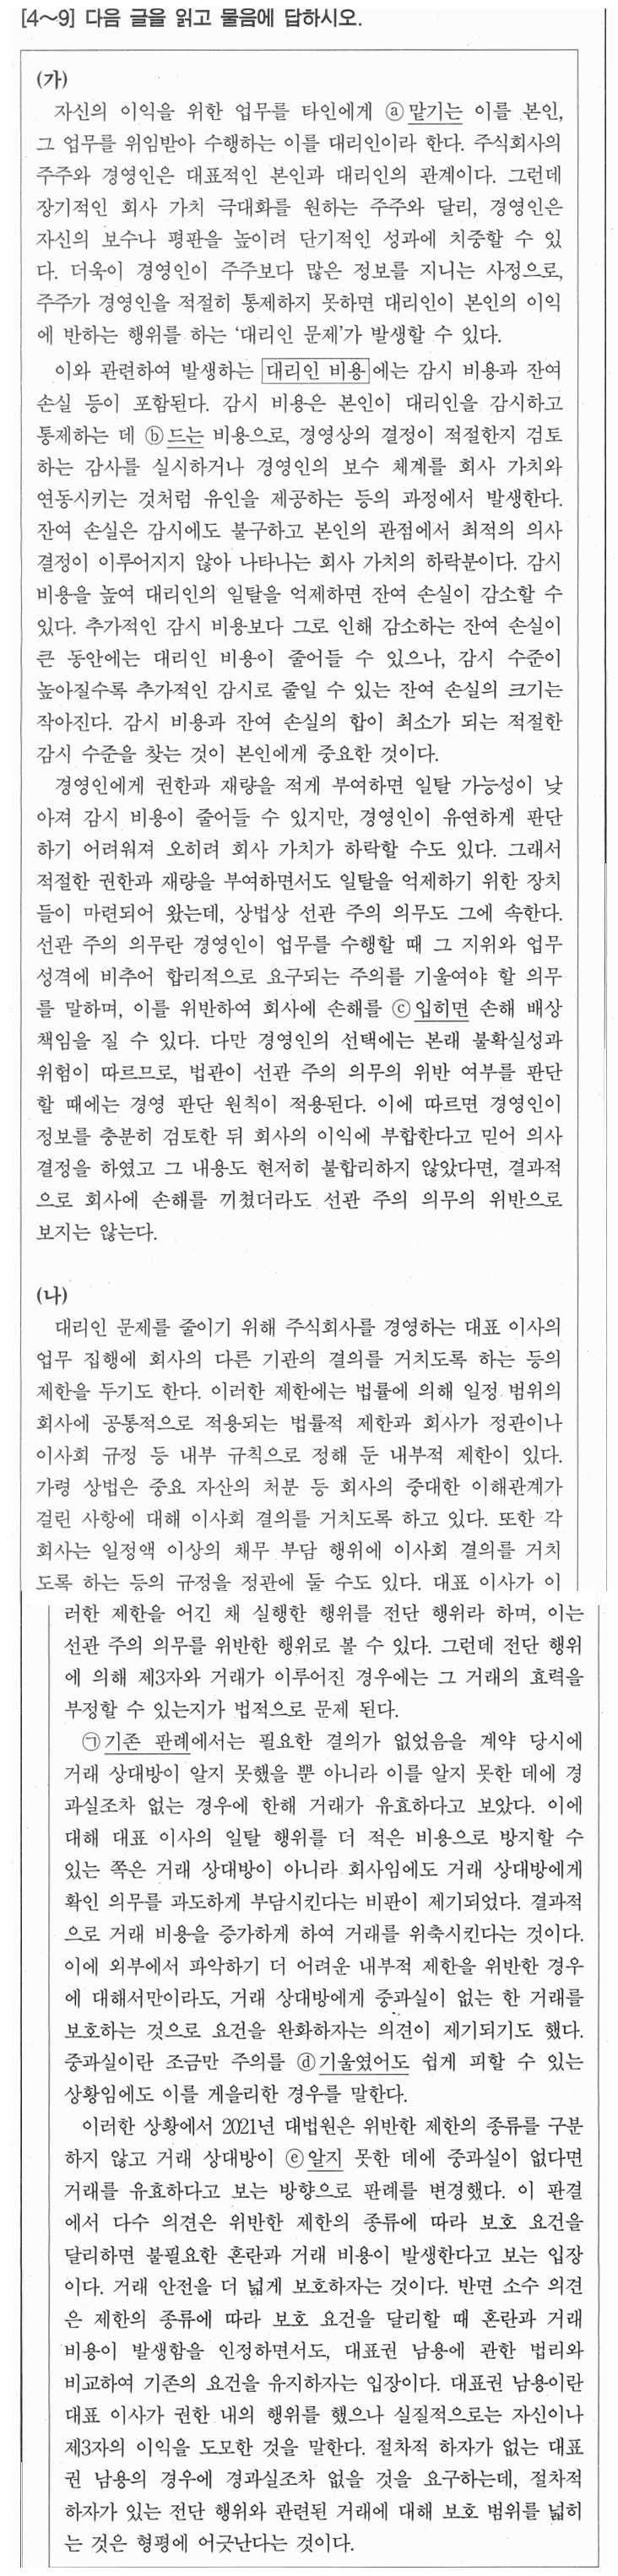 [4~9] 다음 글을 읽고 물음에 답하시오.
(가)
자신의 이익을 위한 업무를 타인에게 ⓐ맡기는 이를 본인,
그 업무를 위임받아 수행하는 이를 대리인이라 한다. 주식회사의
주주와 경영인은 대표적인 본인과 대리인의 관계이다. 그런데
장기적인 회사 가치 극대화를 원하는 주주와 달리, 경영인은
자신의 보수나 평판을 높이려 단기적인 성과에 치중할 수 있
다. 더욱이 경영인이 주주보다 많은 정보를 지니는 사정으로,
주주가 경영인을 적절히 통제하지 못하면 대리인이 본인의 이익
에 반하는 행위를 하는 ‘대리인 문제’가 발생할 수 있다.
이와 관련하여 발생하는 대리인 비용에는 감시 비용과 잔여
손실 등이 포함된다. 감시 비용은 본인이 대리인을 감시하고
통제하는 데 ⓑ드는 비용으로, 경영상의 결정이 적절한지 검토
하는 감사를 실시하거나 경영인의 보수 체계를 회사 가치와
연동시키는 것처럼 유인을 제공하는 등의 과정에서 발생한다.
잔여 손실은 감시에도 불구하고 본인의 관점에서 최적의 의사
결정이 이루어지지 않아 나타나는 회사 가치의 하락분이다. 감시
비용을 높여 대리인의 일탈을 억제하면 잔여 손실이 감소할 수
있다. 추가적인 감시 비용보다 그로 인해 감소하는 잔여 손실이
큰 동안에는 대리인 비용이 줄어들 수 있으나, 감시 수준이
높아질수록 추가적인 감시로 줄일 수 있는 잔여 손실의 크기는
작아진다. 감시 비용과 잔여 손실의 합이 최소가 되는 적절한
감시 수준을 찾는 것이 본인에게 중요한 것이다.
경영인에게 권한과 재량을 적게 부여하면 일탈 가능성이 낮
아져 감시 비용이 줄어들 수 있지만, 경영인이 유연하게 판단
하기 어려워져 오히려 회사 가치가 하락할 수도 있다. 그래서
적절한 권한과 재량을 부여하면서도 일탈을 억제하기 위한 장치
들이 마련되어 왔는데, 상법상 선관 주의 의무도 그에 속한다.
선관 주의 의무란 경영인이 업무를 수행할 때 그 지위와 업무
성격에 비추어 합리적으로 요구되는 주의를 기울여야 할 의무
를 말하며, 이를 위반하여 회사에 손해를 ⓒ입히면 손해 배상
책임을 질 수 있다. 다만 경영인의 선택에는 본래 불확실성과
위험이 따르므로, 법관이 선관 주의 의무의 위반 여부를 판단
할 때에는 경영 판단 원칙이 적용된다. 이에 따르면 경영인이
정보를 충분히 검토한 뒤 회사의 이익에 부합한다고 믿어 의사
결정을 하였고 그 내용도 현저히 불합리하지 않았다면, 결과적
으로 회사에 손해를 끼쳤더라도 선관 주의 의무의 위반으로
보지는 않는다.
(나)
대리인 문제를 줄이기 위해 주식회사를 경영하는 대표 이사의
업무 집행에 회사의 다른 기관의 결의를 거치도록 하는 등의
제한을 두기도 한다. 이러한 제한에는 법률에 의해 일정 범위의
회사에 공통적으로 적용되는 법률적 제한과 회사가 정관이나
이사회 규정 등 내부 규칙으로 정해 둔 내부적 제한이 있다.
가령 상법은 중요 자산의 처분 등 회사의 중대한 이해관계가
걸린 사항에 대해 이사회 결의를 거치도록 하고 있다. 또한 각
회사는 일정액 이상의 채무 부담 행위에 이사회 결의를 거치
도록 하는 등의 규정을 정관에 둘 수도 있다. 대표 이사가 이
러한 제한을 어긴 채 실행한 행위를 전단 행위라 하며, 이는
선관 주의 의무를 위반한 행위로 볼 수 있다. 그런데 전단 행위
에 의해 제3자와 거래가 이루어진 경우에는 그 거래의 효력을
부정할 수 있는지가 법적으로 문제 된다.
㉠기존 판례에서는 필요한 결의가 없었음을 계약 당시에
거래 상대방이 알지 못했을 뿐 아니라 이를 알지 못한 데에 경
과실조차 없는 경우에 한해 거래가 유효하다고 보았다. 이에
대해 대표 이사의 일탈 행위를 더 적은 비용으로 방지할 수
있는 쪽은 거래 상대방이 아니라 회사임에도 거래 상대방에게
확인 의무를 과도하게 부담시킨다는 비판이 제기되었다. 결과적
으로 거래 비용을 증가하게 하여 거래를 위축시킨다는 것이다.
이에 외부에서 파악하기 더 어려운 내부적 제한을 위반한 경우
에 대해서만이라도, 거래 상대방에게 중과실이 없는 한 거래를
보호하는 것으로 요건을 완화하자는 의견이 제기되기도 했다.
중과실이란 조금만 주의를 ⓓ기울였어도 쉽게 피할 수 있는
상황임에도 이를 게을리한 경우를 말한다.
이러한 상황에서 2021년 대법원은 위반한 제한의 종류를 구분
하지 않고 거래 상대방이 ⓔ알지 못한 데에 중과실이 없다면
거래를 유효하다고 보는 방향으로 판례를 변경했다. 이 판결
에서 다수 의견은 위반한 제한의 종류에 따라 보호 요건을
달리하면 불필요한 혼란과 거래 비용이 발생한다고 보는 입장
이다. 거래 안전을 더 넓게 보호하자는 것이다. 반면 소수 의견
은 제한의 종류에 따라 보호 요건을 달리할 때 혼란과 거래
비용이 발생함을 인정하면서도, 대표권 남용에 관한 법리와
비교하여 기존의 요건을 유지하자는 입장이다. 대표권 남용이란
대표 이사가 권한 내의 행위를 했으나 실질적으로는 자신이나
제3자의 이익을 도모한 것을 말한다. 절차적 하자가 없는 대표
권 남용의 경우에 경과실조차 없을 것을 요구하는데, 절차적
하자가 있는 전단 행위와 관련된 거래에 대해 보호 범위를 넓히
는 것은 형평에 어긋난다는 것이다.